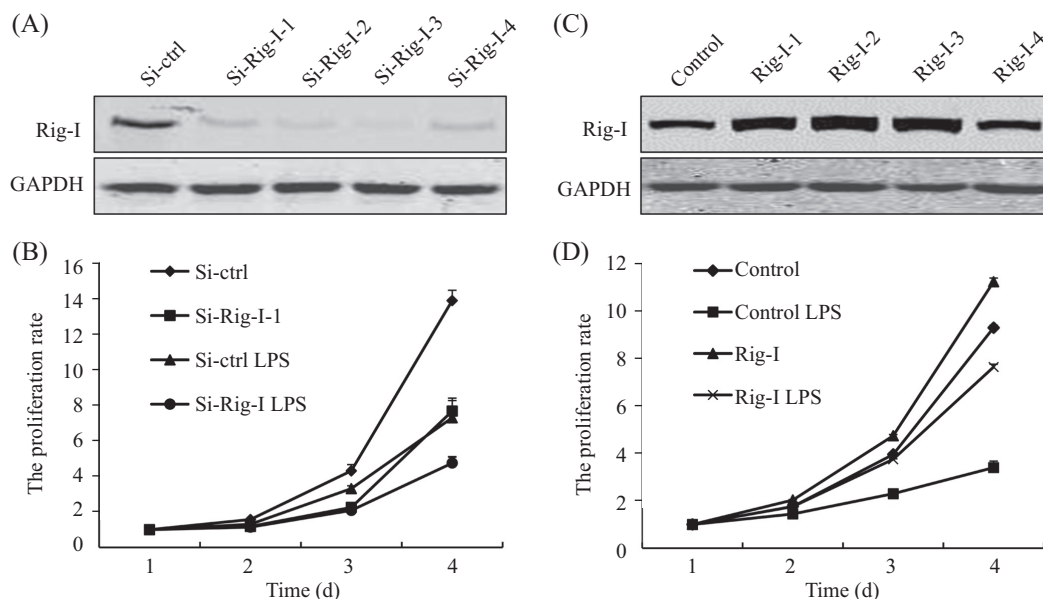 (A)
Si-ctrl
Si-Rig-I-1
Si-Rig-I-2
Si-Rig-I-3
Si-Rig-I-4
Rig-I
GAPDH
(C)
Control
Rig-I-1
Rig-I-2
Rig-I-3
Rig-I-4
Rig-I
GAPDH
(B)
The proliferation rate
16
14
12
10
8
6
4
2
0
Si-ctrl
Si-Rig-I-1
Si-ctrl LPS
Si-Rig-I LPS
1 2 3 4
Time (d)
(D)
The proliferation rate
12
10
8
6
4
2
0
Control
Control LPS
Rig-I
Rig-I LPS
1 2 3 4
Time (d)